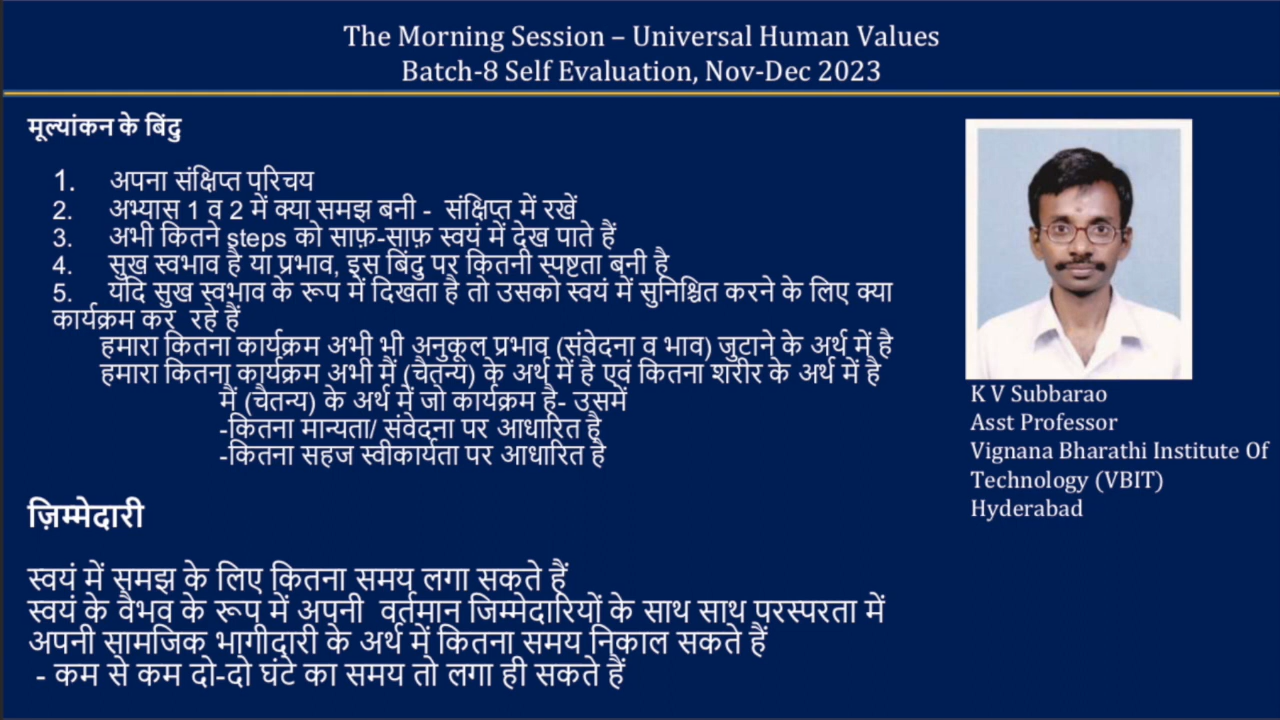 The Morning Session – Universal Human Values
Batch-8 Self Evaluation, Nov-Dec 2023
मूल्यांकन के बिंदु
1. अपना संक्षिप्त परिचय
2. अभ्यास 1 व 2 में क्या समझ बनी - संक्षिप्त में रखें
3. अभी कितने steps को साफ़-साफ़ स्वयं में देख पाते हैं
4. सुख स्वभाव है या प्रभाव, इस बिंदु पर कितनी स्पष्टता बनी है
5. यदि सुख स्वभाव के रूप में दिखता है तो उसको स्वयं में सुनिश्चित करने के लिए क्या
कार्यक्रम कर रहे हैं
हमारा कितना कार्यक्रम अभी भी अनुकूल प्रभाव (संवेदना व भाव) जुटाने के अर्थ में है
हमारा कितना कार्यक्रम अभी मैं (चैतन्य) के अर्थ में है एवं कितना शरीर के अर्थ में है
मैं (चैतन्य) के अर्थ में जो कार्यक्रम है- उसमें
-कितना मान्यता/ संवेदना पर आधारित है
-कितना सहज स्वीकार्यता पर आधारित है
ज़िम्मेदारी
स्वयं में समझ के लिए कितना समय लगा सकते हैं
स्वयं के वैभव के रूप में अपनी वर्तमान जिम्मेदारियों के साथ साथ परस्परता में
अपनी सामजिक भागीदारी के अर्थ में कितना समय निकाल सकते हैं
- कम से कम दो-दो घंटे का समय तो लगा ही सकते हैं
K V Subbarao
Asst Professor
Vignana Bharathi Institute Of
Technology (VBIT)
Hyderabad